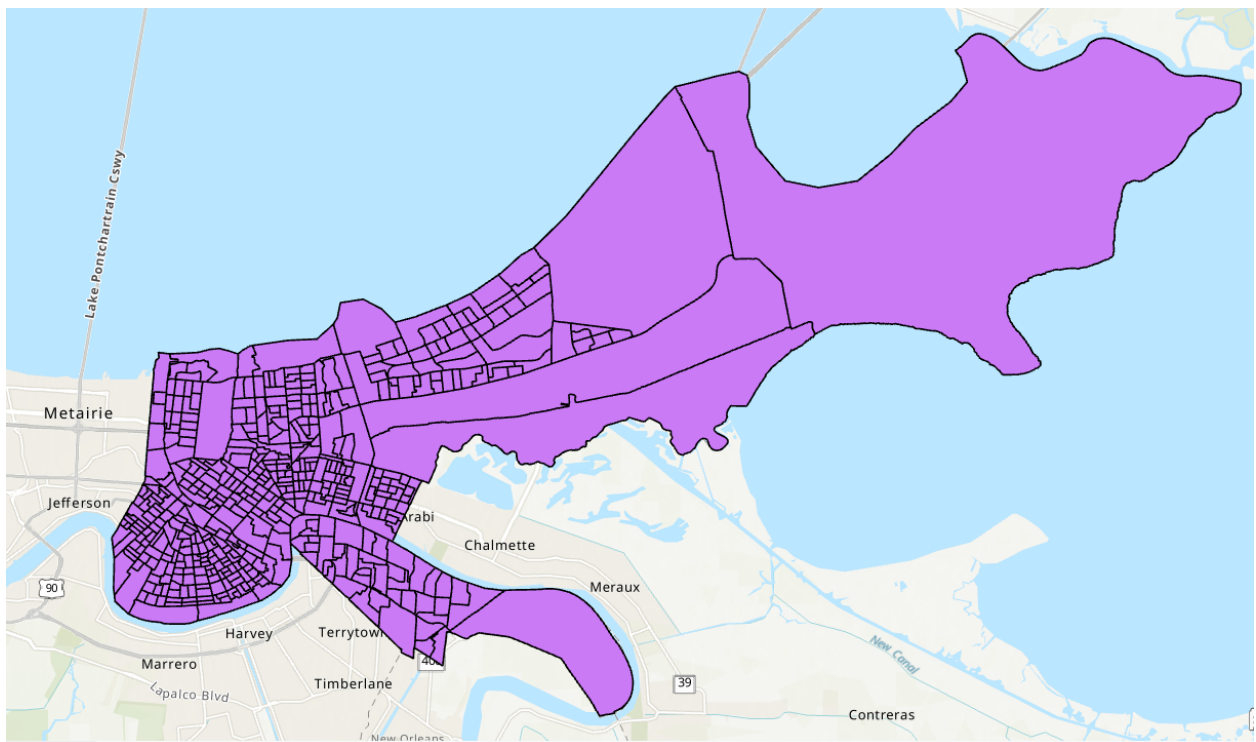 Lake Pontchartrain Cswy
Metairie
Jefferson
Arabi
Chalmette
90
Meraux
Harvey
Terrytown
Marrero
Lapalco Blvd
Timberlane
39
New Canal
Contreras
New Orleans